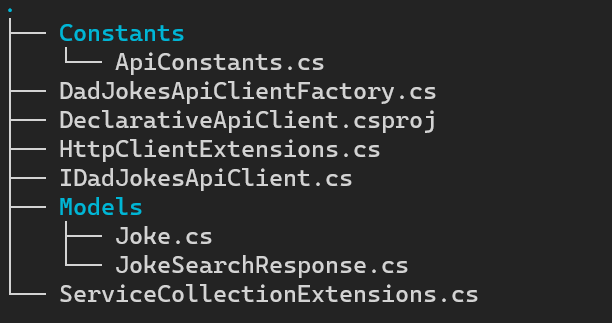 .
├── Constants
│   └── ApiConstants.cs
├── DadJokesApiClientFactory.cs
├── DeclarativeApiClient.csproj
├── HttpClientExtensions.cs
├── IDadJokesApiClient.cs
├── Models
│   ├── Joke.cs
│   └── JokeSearchResponse.cs
└── ServiceCollectionExtensions.cs